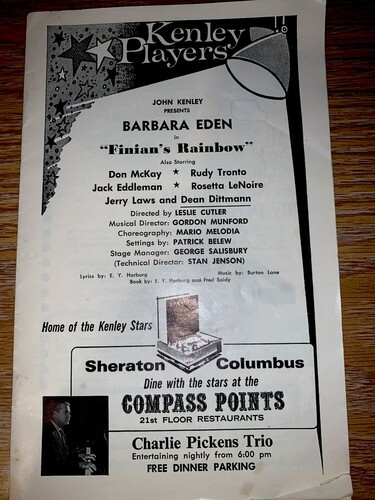 Kenley
Players
JOHN KENLEY
PRESENTS
BARBARA EDEN
in
"Finian's Rainbow"
Also Starring
Don McKay ★ Rudy Tronto
Jack Eddleman ★ Rosetta LeNoire
Jerry Laws and Dean Dittmann
Directed by LESLIE CUTLER
Musical Director: GORDON MUNFORD
Choreography: MARIO MELODIA
Settings by: PATRICK BELEW
Stage Manager: GEORGE SALISBURY
(Technical Director: STAN JENSON)
Lyrics by: E. Y. Harburg Music by: Burton Lane
Book by: E. Y. Harburg and Fred Saidy
Home of the Kenley Stars
Sheraton Columbus
Dine with the stars at the
COMPASS POINTS
21st FLOOR RESTAURANTS
Charlie Pickens Trio
Entertaining nightly from 6:00 pm
FREE DINNER PARKING